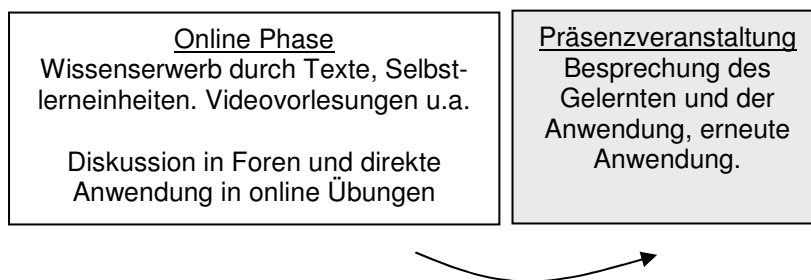 Online Phase
Wissenserwerb durch Texte, Selbst-
lerneinheiten. Videovorlesungen u.a.
Diskussion in Foren und direkte
Anwendung in online Übungen
Präsenzveranstaltung
Besprechung des
Gelernten und der
Anwendung, erneute
Anwendung.